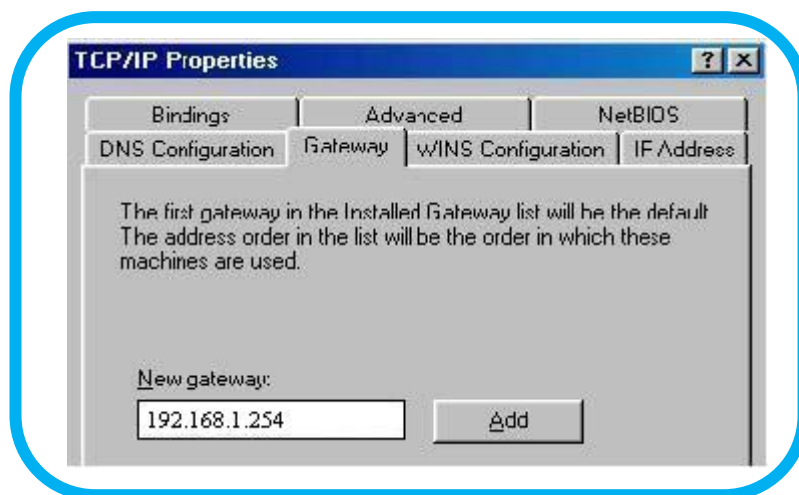 TCP/IP Properties
? ×
Bindings Advanced NetBIOS
DNS Configuration Gateway WINS Configuration IP Address
The first gateway in the Installed Gateway list will be the default.
The address order in the list will be the order in which these
machines are used.
New gateway:
192.168.1.254 Add